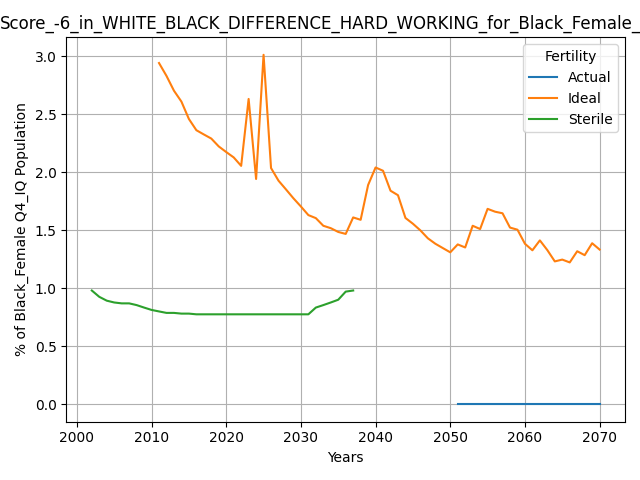 Score_-6_in_WHITE_BLACK_DIFFERENCE_HARD_WORKING_for_Black_Female_
Fertility
Actual
Ideal
Sterile
% of Black_Female Q4_IQ Population
3.0
2.5
2.0
1.5
1.0
0.5
0.0
2000 2010 2020 2030 2040 2050 2060 2070
Years